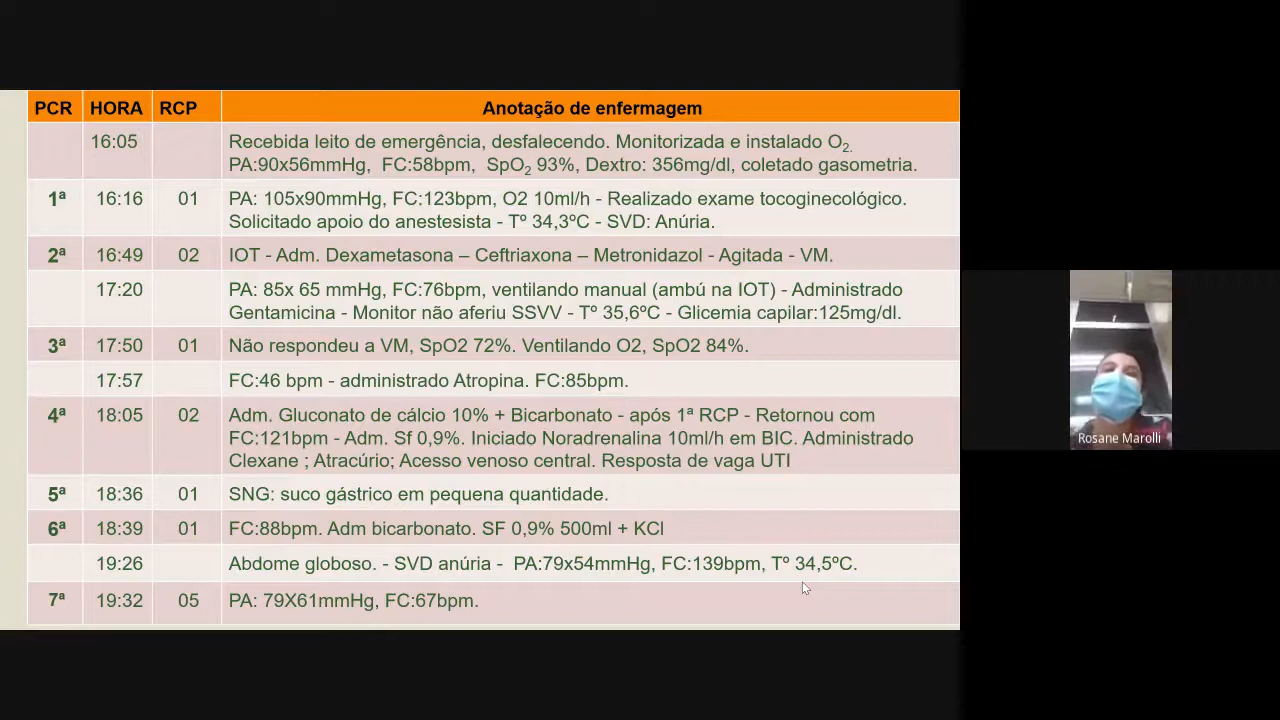 PCR HORA RCP Anotação de enfermagem
16:05 Recebida leito de emergência, desfalecendo. Monitorizada e instalado O2.
PA:90x56mmHg, FC:58bpm, SpO2 93%, Dextro: 356mg/dl, coletado gasometria.
1ª 16:16 01 PA: 105x90mmHg, FC:123bpm, O2 10ml/h - Realizado exame tocoginecológico.
Solicitado apoio do anestesista - Tº 34,3ºC - SVD: Anúria.
2ª 16:49 02 IOT - Adm. Dexametasona – Ceftriaxona – Metronidazol - Agitada - VM.
17:20 PA: 85x 65 mmHg, FC:76bpm, ventilando manual (ambú na IOT) - Administrado
Gentamicina - Monitor não aferiu SSVV - Tº 35,6ºC - Glicemia capilar:125mg/dl.
3ª 17:50 01 Não respondeu a VM, SpO2 72%. Ventilando O2, SpO2 84%.
17:57 FC:46 bpm - administrado Atropina. FC:85bpm.
4ª 18:05 02 Adm. Gluconato de cálcio 10% + Bicarbonato - após 1ª RCP - Retornou com
FC:121bpm - Adm. Sf 0,9%. Iniciado Noradrenalina 10ml/h em BIC. Administrado
Clexane ; Atracúrio; Acesso venoso central. Resposta de vaga UTI
5ª 18:36 01 SNG: suco gástrico em pequena quantidade.
6ª 18:39 01 FC:88bpm. Adm bicarbonato. SF 0,9% 500ml + KCl
19:26 Abdome globoso. - SVD anúria - PA:79x54mmHg, FC:139bpm, Tº 34,5ºC.
7ª 19:32 05 PA: 79X61mmHg, FC:67bpm.
Rosane Marolli